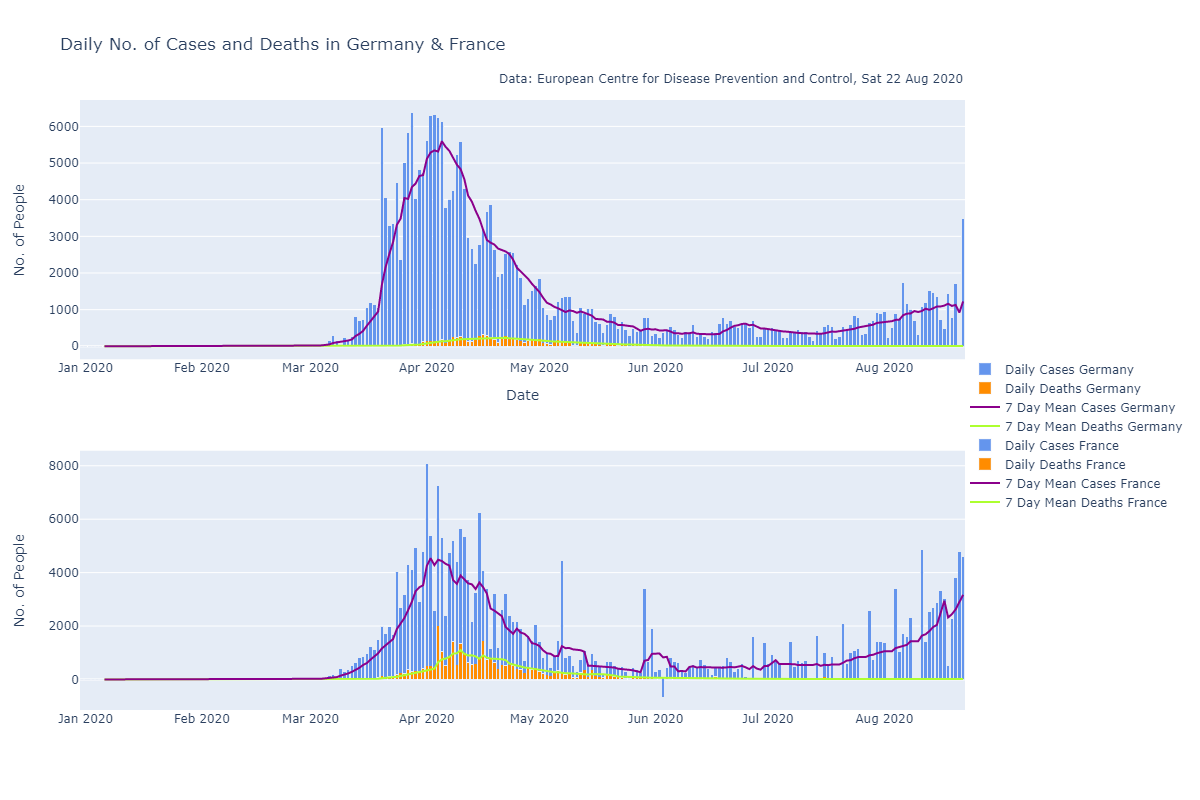 Daily No. of Cases and Deaths in Germany & France
Data: European Centre for Disease Prevention and Control, Sat 22 Aug 2020
No. of People
6000
5000
4000
3000
2000
1000
0
Jan 2020 Feb 2020 Mar 2020 Apr 2020 May 2020 Jun 2020 Jul 2020 Aug 2020
Date
Daily Cases Germany
Daily Deaths Germany
7 Day Mean Cases Germany
7 Day Mean Deaths Germany
Daily Cases France
Daily Deaths France
7 Day Mean Cases France
7 Day Mean Deaths France
No. of People
8000
6000
4000
2000
0
Jan 2020 Feb 2020 Mar 2020 Apr 2020 May 2020 Jun 2020 Jul 2020 Aug 2020